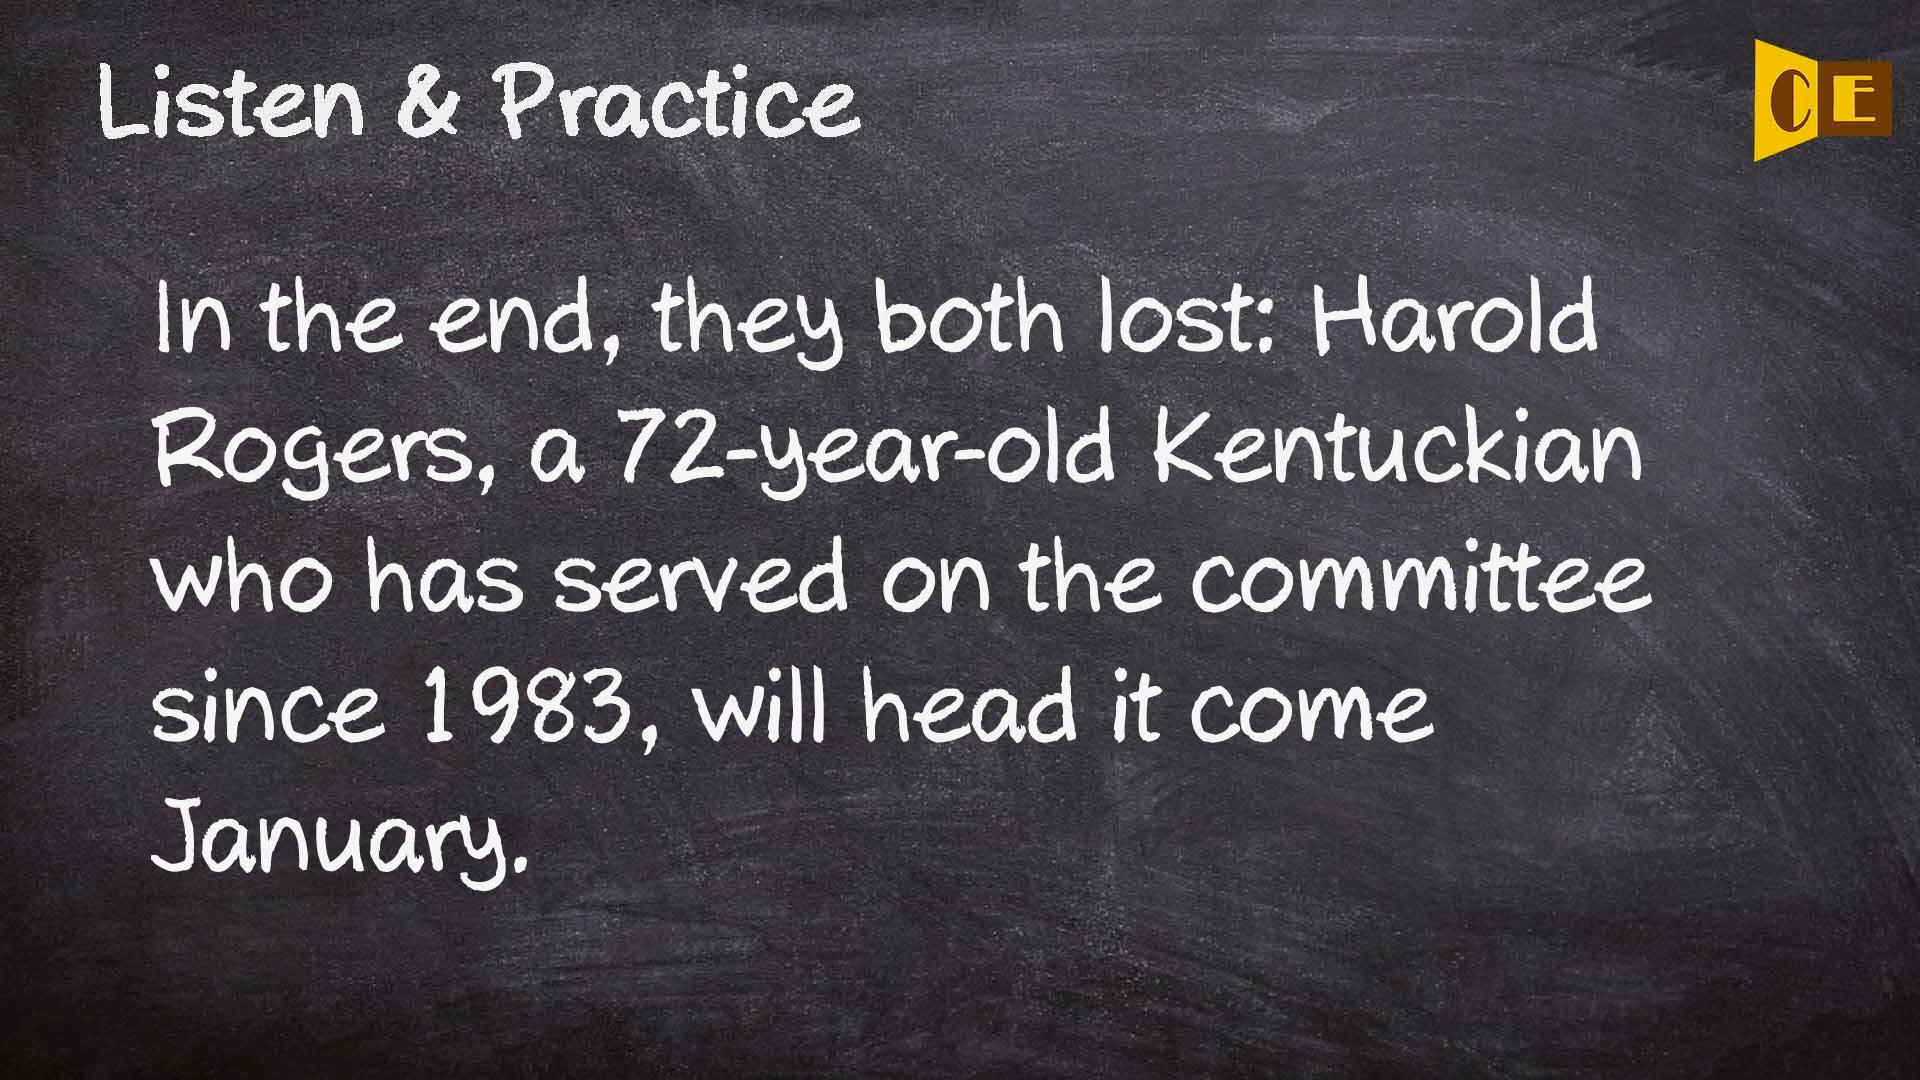 Listen & Practice
CE
In the end, they both lost: Harold
Rogers, a 72-year-old Kentuckian
who has served on the committee
since 1983, will head it come
January.